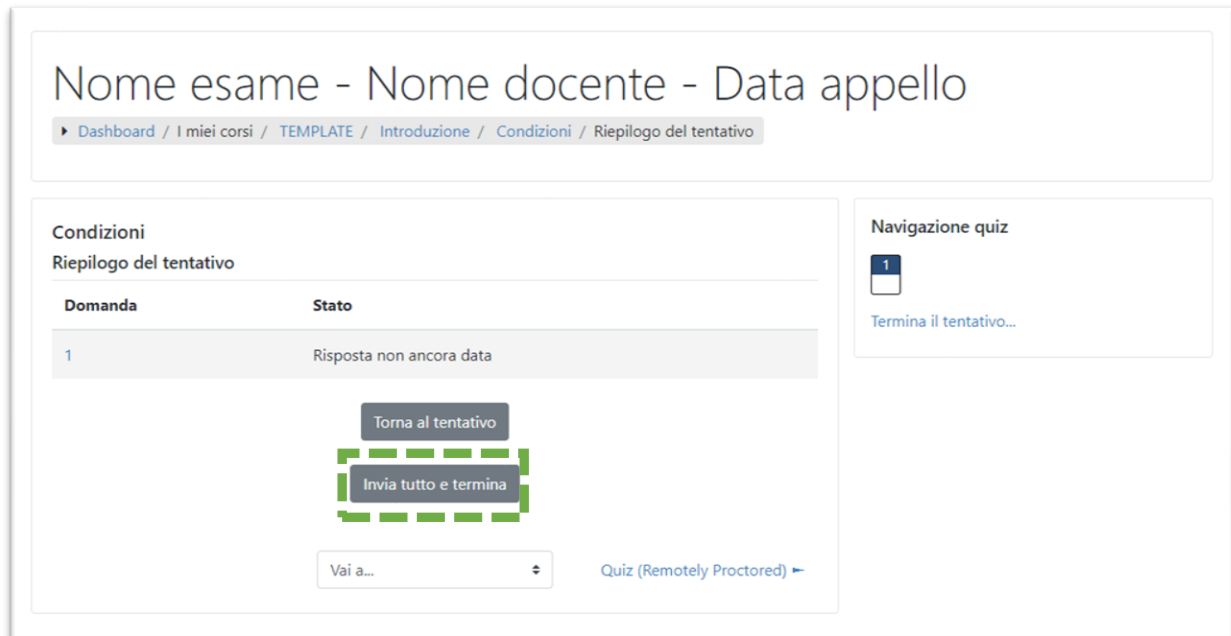 Nome esame - Nome docente - Data appello
Dashboard / I miei corsi / TEMPLATE / Introduzione / Condizioni / Riepilogo del tentativo
Condizioni
Riepilogo del tentativo
Domanda Stato
1 Risposta non ancora data
Torna al tentativo
Invia tutto e termina
Vai a...
Quiz (Remotely Proctored) ►
Navigazione quiz
1
Termina il tentativo...